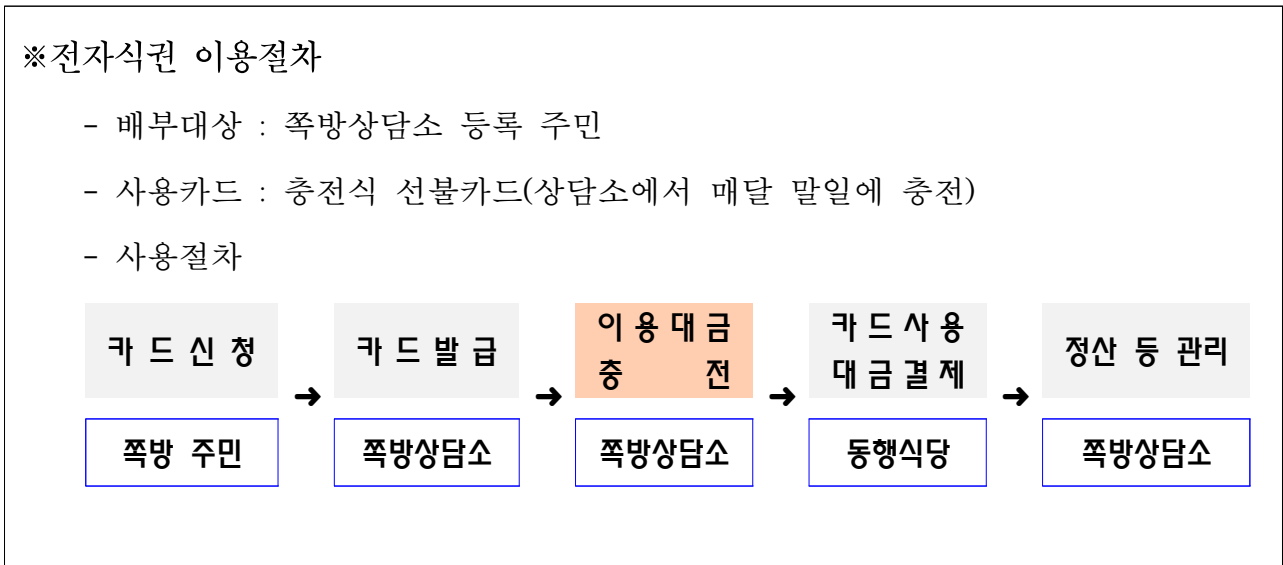 ※전자식권 이용절차
- 배부대상 : 쪽방상담소 등록 주민
- 사용카드 : 충전식 선불카드(상담소에서 매달 말일에 충전)
- 사용절차
카 드 신 청
쪽방 주민
➜
카 드 발 급
쪽방상담소
➜
이 용 대 금
충 전
쪽방상담소
➜
카 드 사 용
대 금 결 제
동행식당
➜
정산 등 관리
쪽방상담소